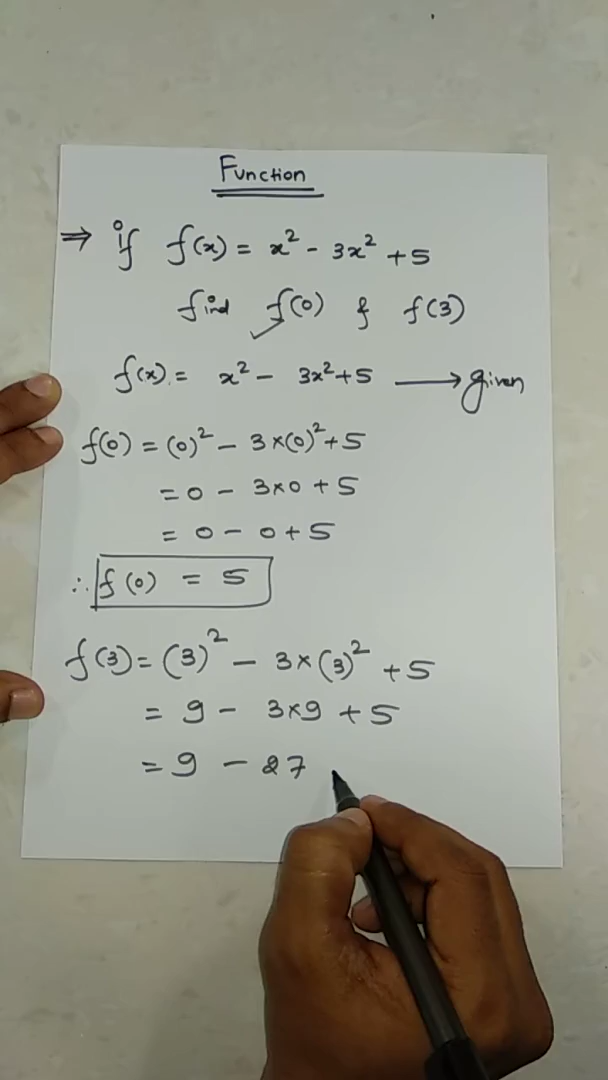 Function
⇒ if f(x) = x² - 3x² + 5
find f(0) & f(3)
f(x) = x² - 3x² + 5 ⟶ given
f(0) = (0)² - 3×(0)² + 5
= 0 - 3×0 + 5
= 0 - 0 + 5
∴ f(0) = 5
f(3) = (3)² - 3×(3)² + 5
= 9 - 3×9 + 5
= 9 - 27